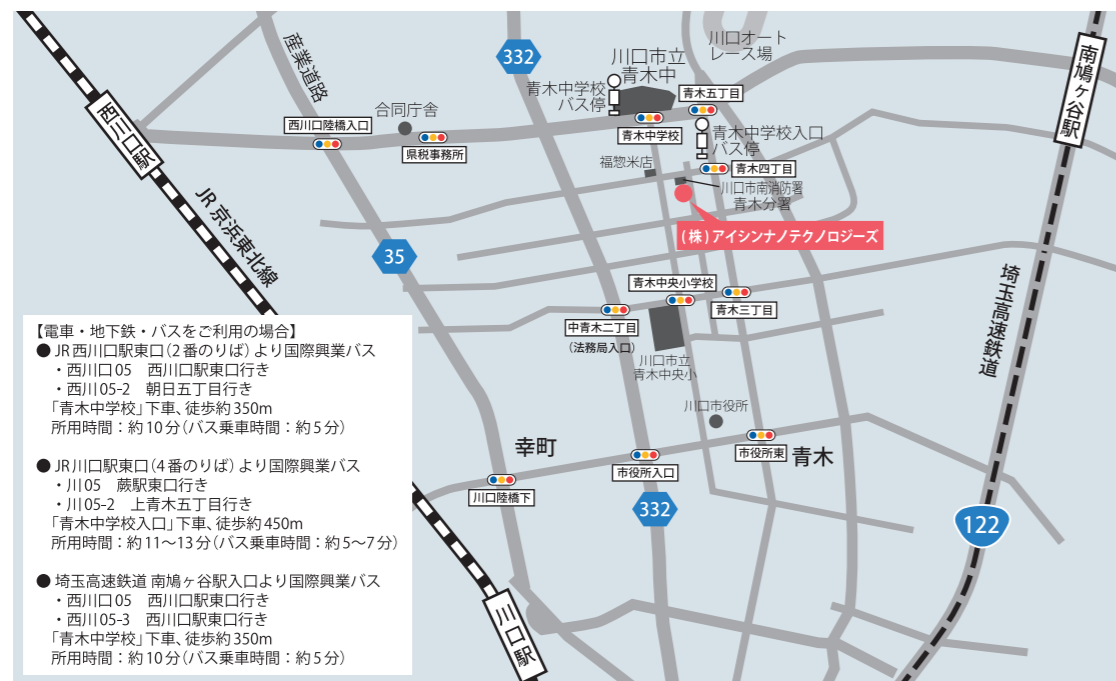 産業道路
332
川口市立
青木中
川口オート
レース場
南鳩ヶ谷駅
青木中学校
バス停
青木五丁目
合同庁舎
西川口駅
西川口陸橋入口
県税事務所
青木中学校
青木中学校入口
バス停
福惣米店
青木四丁目
川口市南消防署
青木分署
(株)アイシンナノテクノロジーズ
JR 京浜東北線
35
埼玉高速鉄道
青木中央小学校
青木三丁目
中青木二丁目
(法務局入口)
川口市立
青木中央小
川口市役所
幸町
市役所東
青木
市役所入口
川口陸橋下
332
122
川口駅
【電車・地下鉄・バスをご利用の場合】
● JR西川口駅東口(2番のりば)より国際興業バス
・西川口05 西川口駅東口行き
・西川05-2 朝日五丁目行き
「青木中学校」下車、徒歩約350m
所用時間：約10分(バス乗車時間：約5分)
● JR川口駅東口(4番のりば)より国際興業バス
・川05 蕨駅東口行き
・川05-2 上青木五丁目行き
「青木中学校入口」下車、徒歩約450m
所用時間：約11〜13分(バス乗車時間：約5〜7分)
● 埼玉高速鉄道 南鳩ヶ谷駅入口より国際興業バス
・西川口05 西川口駅東口行き
・西川05-3 西川口駅東口行き
「青木中学校」下車、徒歩約350m
所用時間：約10分(バス乗車時間：約5分)